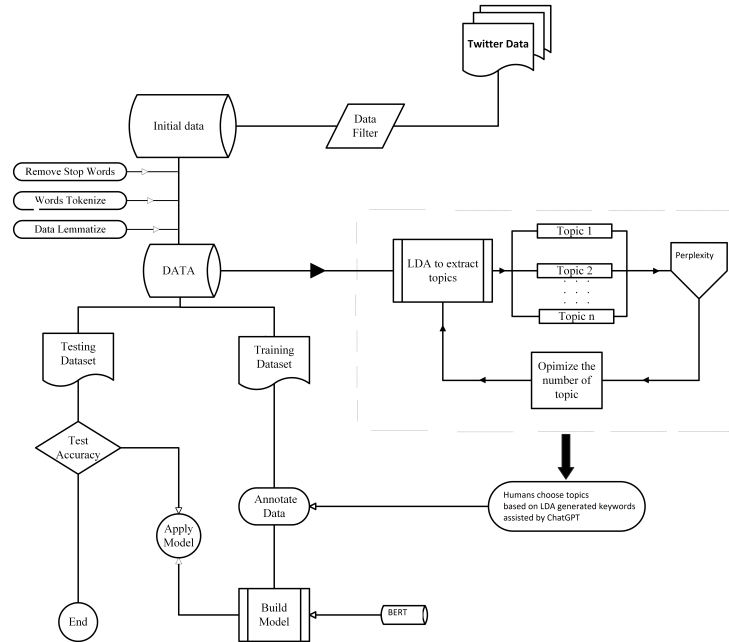 Twitter Data
Initial data
Data
Filter
Remove Stop Words
Words Tokenize
Data Lemmatize
DATA
LDA to extract
topics
Topic 1
Topic 2
. . .
. . .
Topic n
Perplexity
Opimize the
number of
topic
Testing
Dataset
Training
Dataset
Test
Accuracy
Annotate
Data
Humans choose topics
based on LDA generated keywords
assisted by ChatGPT
Apply
Model
End
Build
Model
BERT